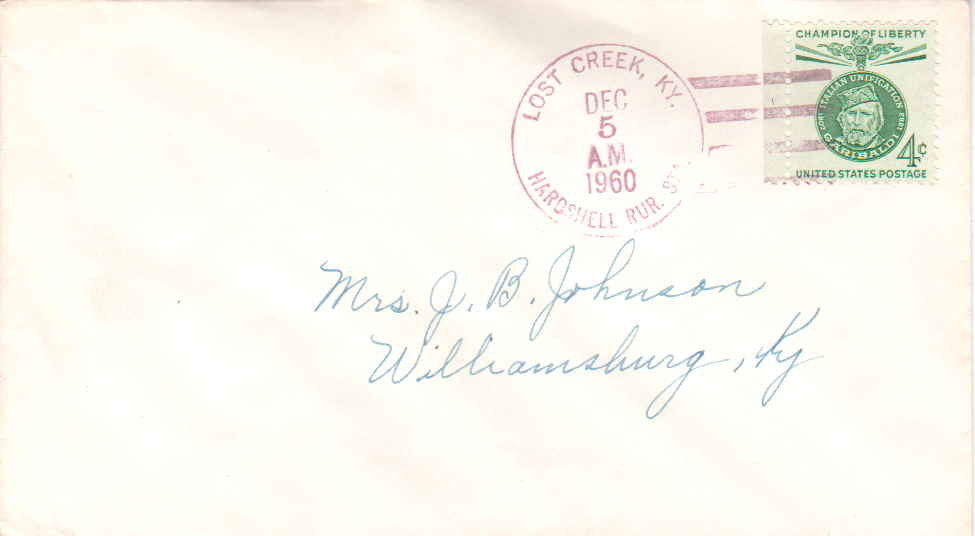 LOST CREEK, KY.
DEC
5
A.M.
1960
HARDSHELL RUR. STA.
CHAMPION OF LIBERTY
ITALIAN UNIFICATION
1807
1882
GARIBALDI
4¢
UNITED STATES POSTAGE
Mrs. J. B. Johnson
Williamsburg, Ky